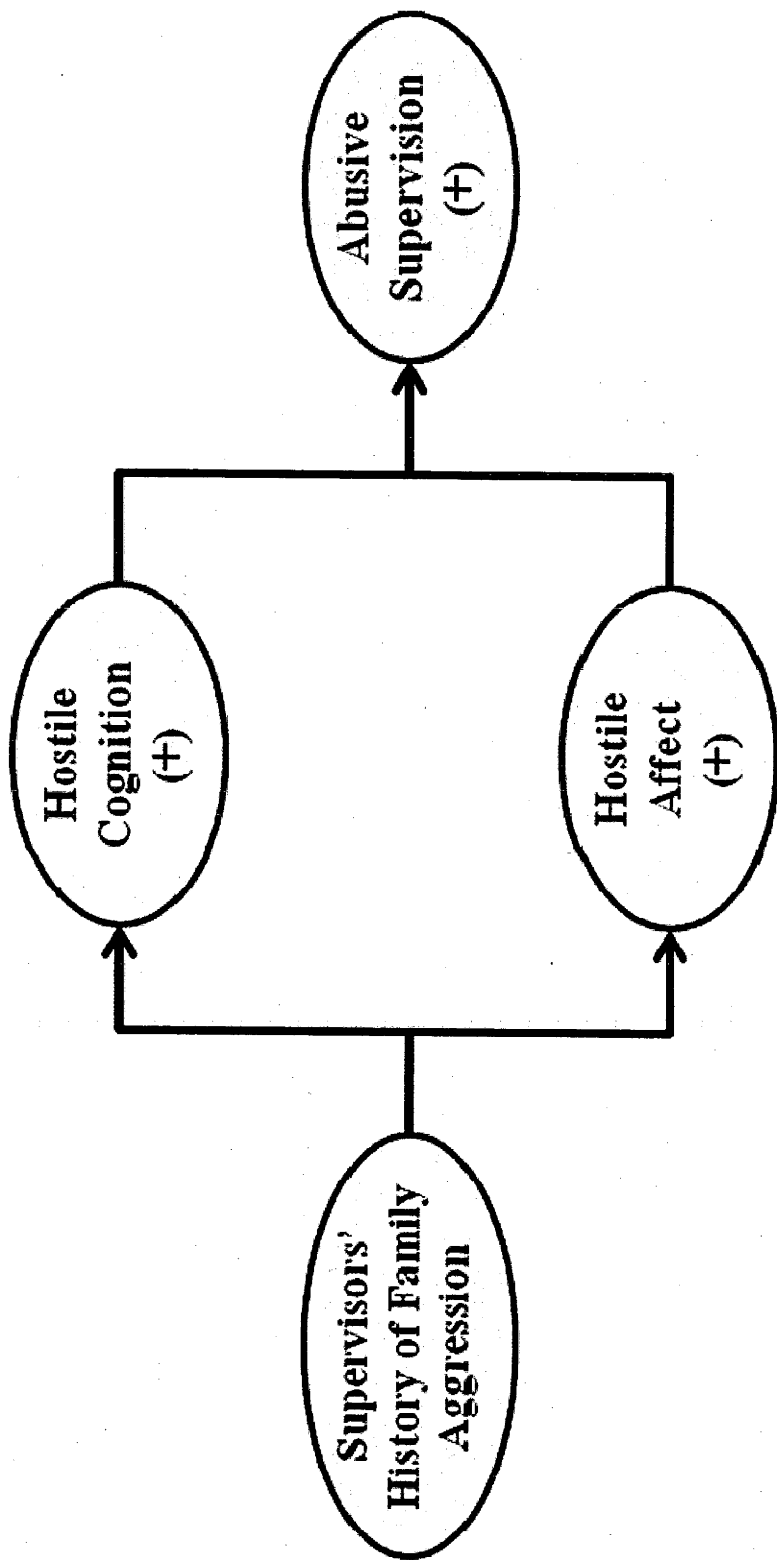 Supervisors’
History of Family
Aggression
Hostile
Cognition
(+)
Hostile
Affect
(+)
Abusive
Supervision
(+)